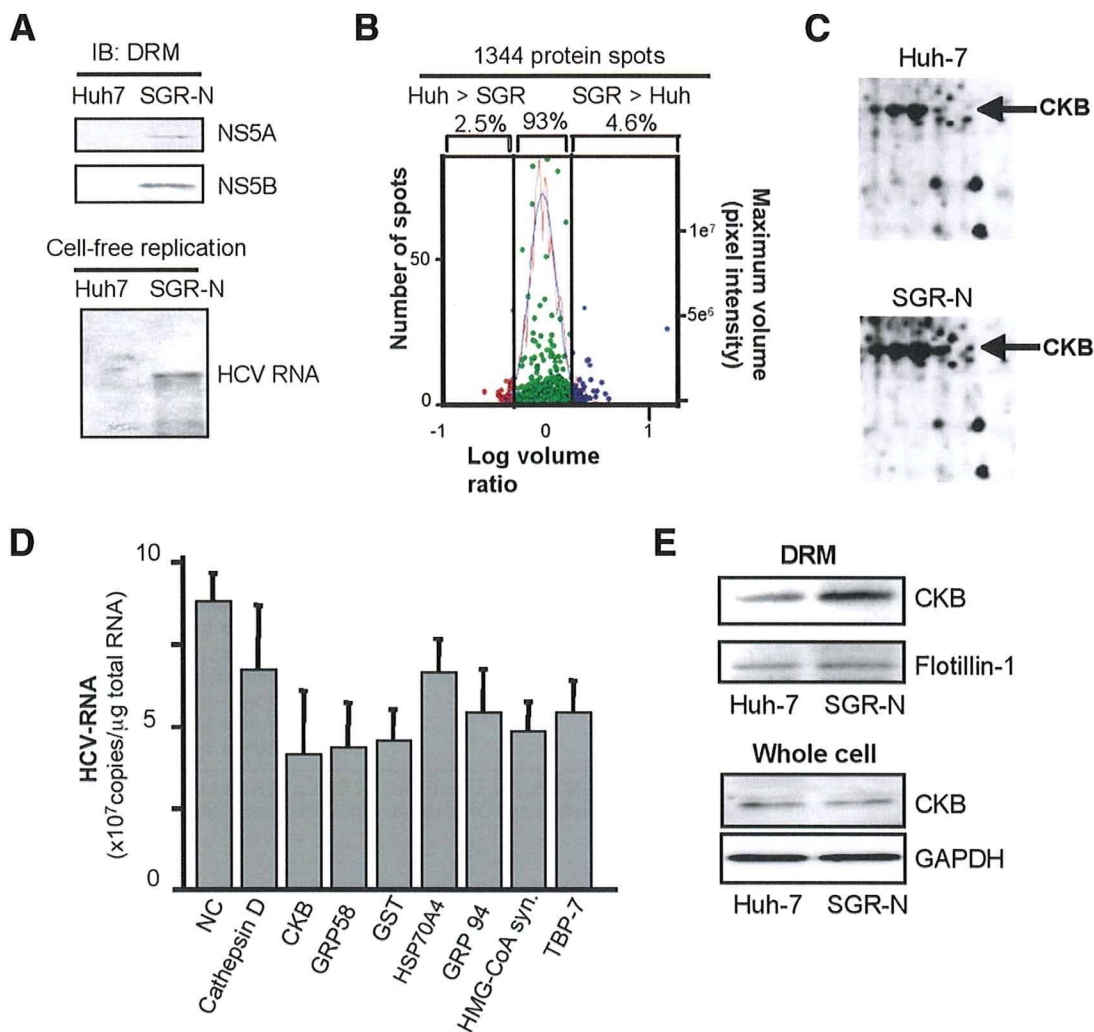 A
IB: DRM
Huh7 SGR-N
NS5A
NS5B
Cell-free replication
Huh7 SGR-N
HCV RNA
B
1344 protein spots
Huh > SGR SGR > Huh
2.5% 93% 4.6%
Number of spots
50
0
-1 0 1
Log volume
ratio
Maximum volume
(pixel intensity)
1e7
5e6
C
Huh-7
CKB
SGR-N
CKB
D
HCV-RNA
(x10⁷copies/µg total RNA)
10
5
0
NC
Cathepsin D
CKB
GRP58
GST
HSP70A4
GRP 94
HMG-CoA syn.
TBP-7
E
DRM
CKB
Flotillin-1
Huh-7 SGR-N
Whole cell
CKB
GAPDH
Huh-7 SGR-N